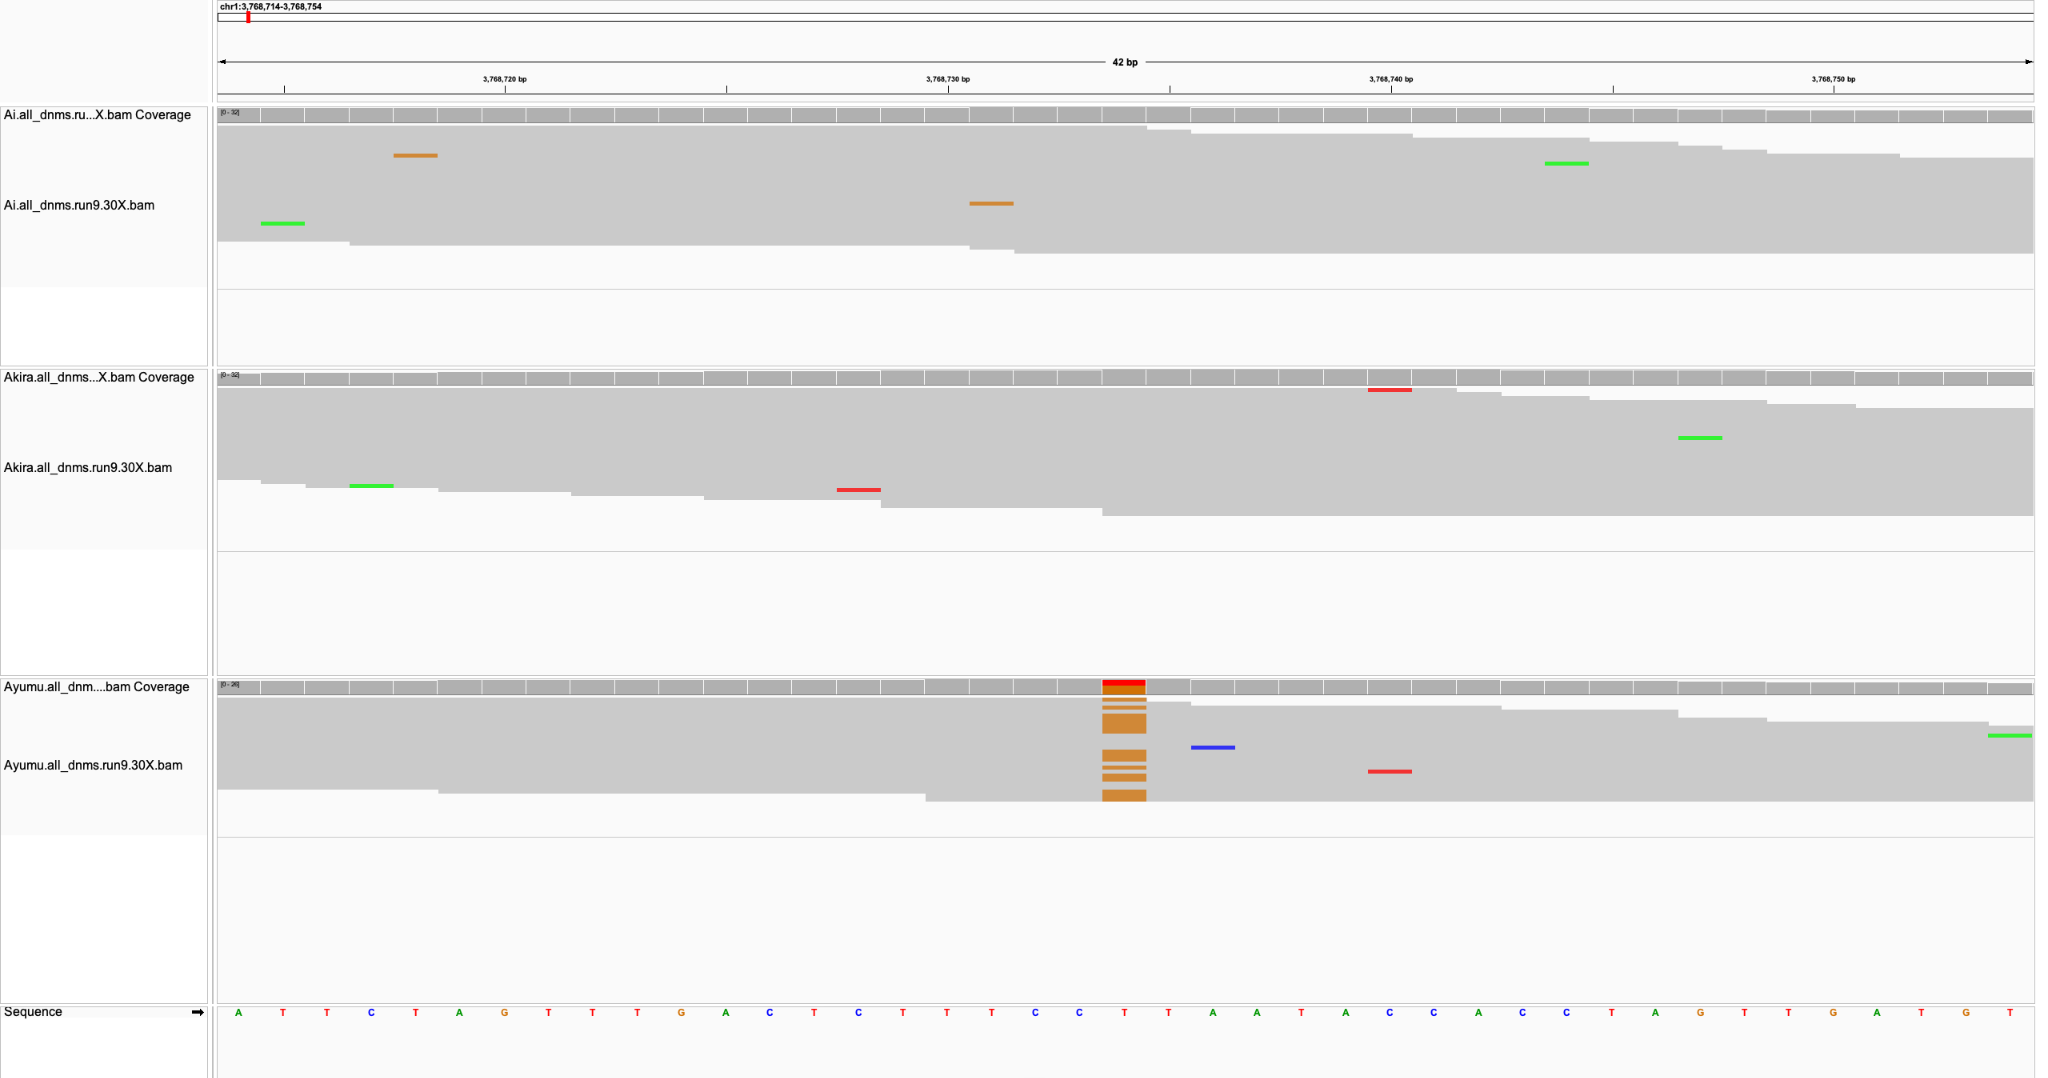 chr1:3,768,714-3,768,754
42 bp
3,768,720 bp 3,768,730 bp 3,768,740 bp 3,768,750 bp
Ai.all_dnms.ru...X.bam Coverage
[0 - 32]
Ai.all_dnms.run9.30X.bam
Akira.all_dnms...X.bam Coverage
[0 - 32]
Akira.all_dnms.run9.30X.bam
Ayumu.all_dnm....bam Coverage
[0 - 26]
Ayumu.all_dnms.run9.30X.bam
Sequence A T T C T A G T T T G A C T C T T T C C T T A A T A C C A C C T A G T T G A T G T